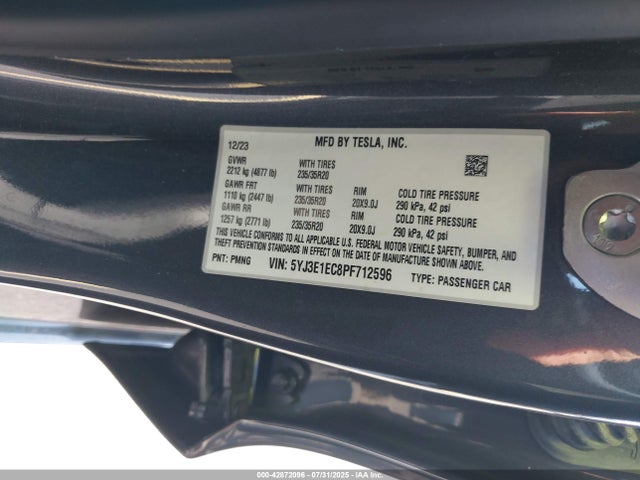 12/23 MFD BY TESLA, INC.
GVWR WITH TIRES
2212 kg (4877 lb) 235/35R20
GAWR FRT WITH TIRES RIM COLD TIRE PRESSURE
1110 kg (2447 lb) 235/35R20 20X9.0J 290 kPa, 42 psi
GAWR RR WITH TIRES RIM COLD TIRE PRESSURE
1257 kg (2771 lb) 235/35R20 20X9.0J 290 kPa, 42 psi
THIS VEHICLE CONFORMS TO ALL APPLICABLE U.S. FEDERAL MOTOR VEHICLE SAFETY, BUMPER, AND
THEFT PREVENTION STANDARDS IN EFFECT ON THE DATE OF MANUFACTURE SHOWN ABOVE.
PNT: PMNG VIN: 5YJ3E1EC8PF712596 TYPE: PASSENGER CAR
000-42872096 - 07/31/2025 - IAA Inc.